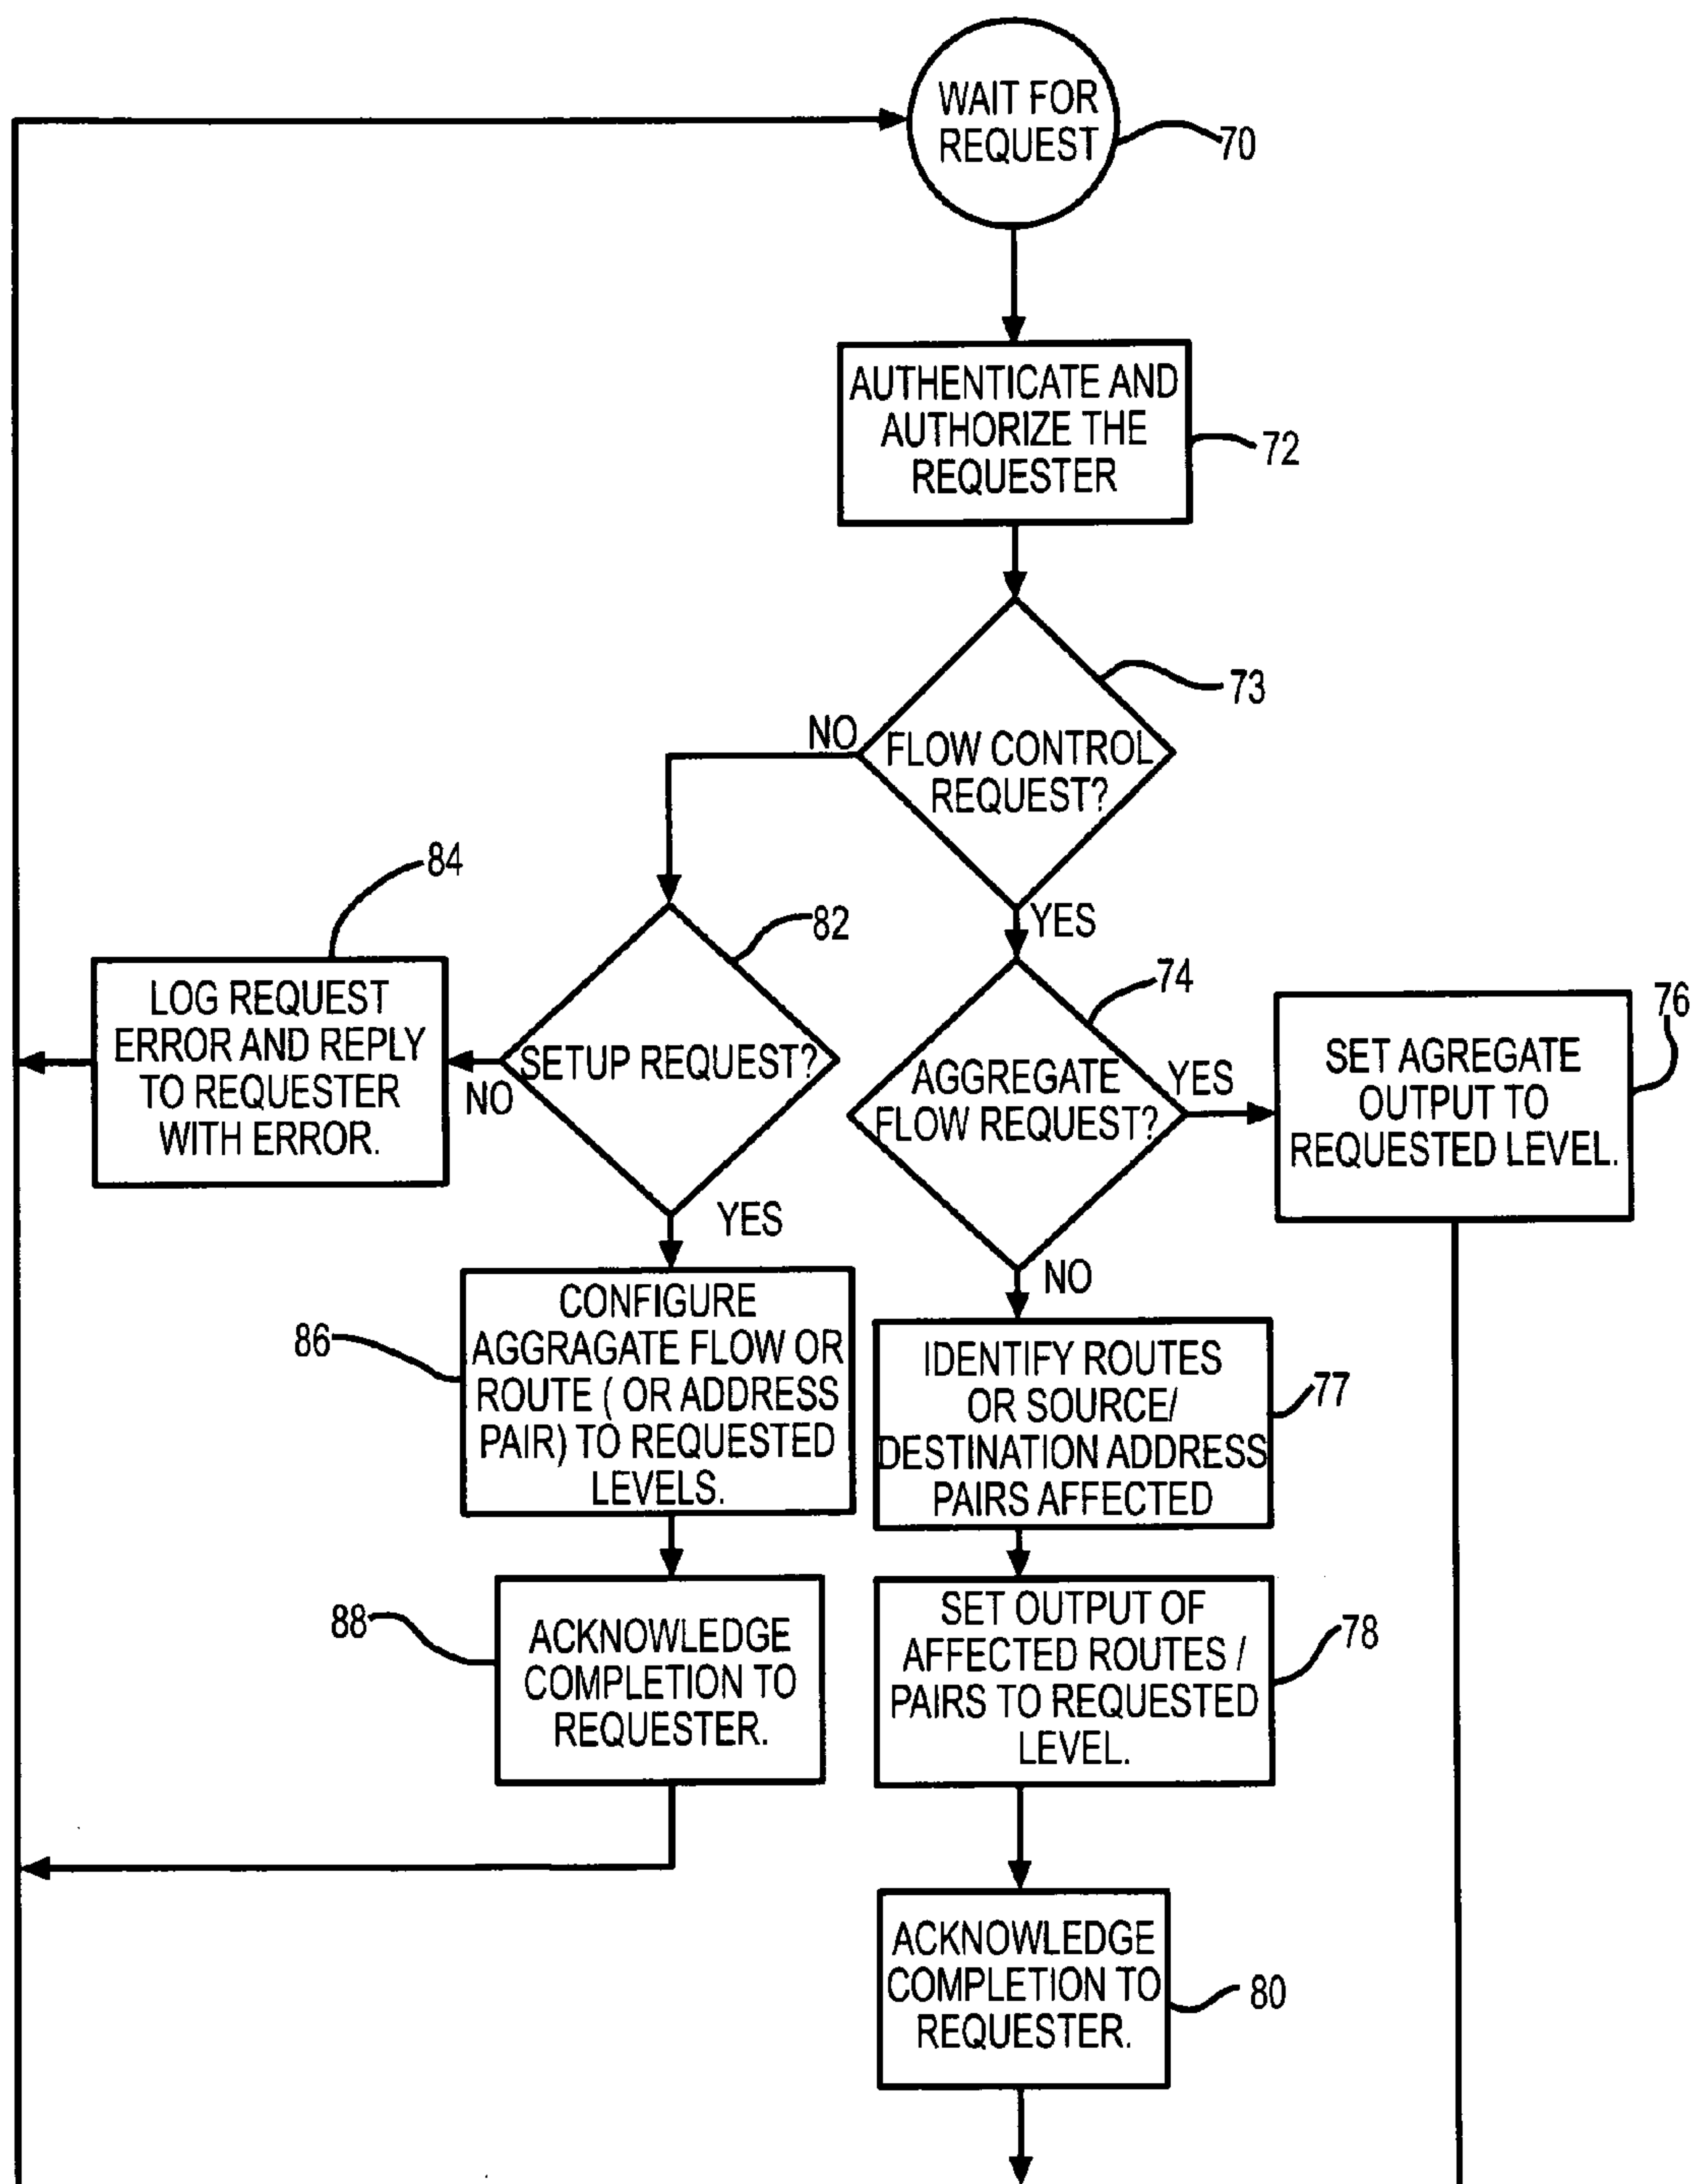 WAIT FOR
REQUEST
70
AUTHENTICATE AND
AUTHORIZE THE
REQUESTER
72
73
FLOW CONTROL
REQUEST?
NO
YES
84
LOG REQUEST
ERROR AND REPLY
TO REQUESTER
WITH ERROR.
82
SETUP REQUEST?
NO
YES
74
AGGREGATE
FLOW REQUEST?
YES
NO
76
SET AGREGATE
OUTPUT TO
REQUESTED LEVEL.
86
CONFIGURE
AGGRAGATE FLOW OR
ROUTE ( OR ADDRESS
PAIR) TO REQUESTED
LEVELS.
77
IDENTIFY ROUTES
OR SOURCE/
DESTINATION ADDRESS
PAIRS AFFECTED
88
ACKNOWLEDGE
COMPLETION TO
REQUESTER.
78
SET OUTPUT OF
AFFECTED ROUTES /
PAIRS TO REQUESTED
LEVEL.
ACKNOWLEDGE
COMPLETION TO
REQUESTER.
80